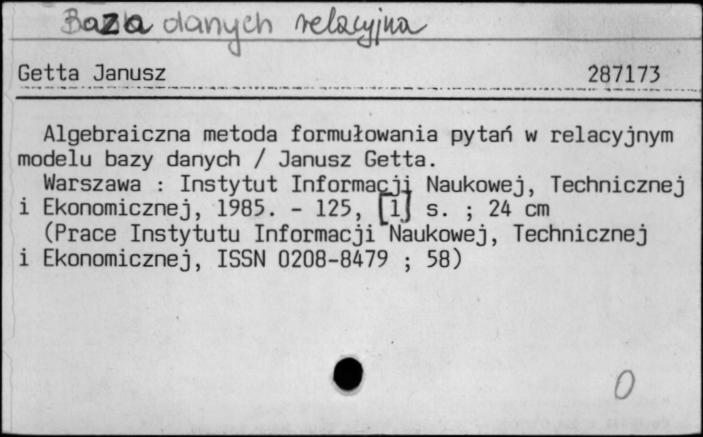 Baza danych relacyjna
Getta Janusz 287173
Algebraiczna metoda formułowania pytań w relacyjnym
modelu bazy danych / Janusz Getta.
Warszawa : Instytut Informacji Naukowej, Technicznej
i Ekonomicznej, 1985. - 125, [1] s. ; 24 cm
(Prace Instytutu Informacji Naukowej, Technicznej
i Ekonomicznej, ISSN 0208-8479 ; 58)
0